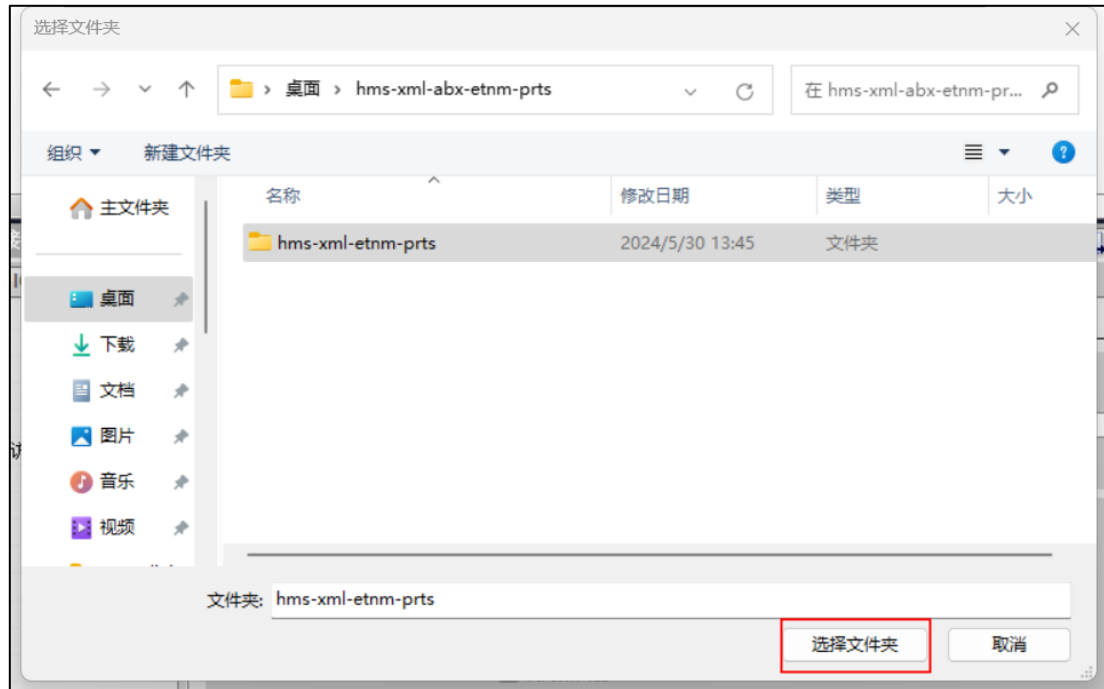 选择文件夹
桌面 › hms-xml-abx-etnm-prts
在 hms-xml-abx-etnm-pr...
组织 新建文件夹
名称 修改日期 类型 大小
主文件夹
hms-xml-etnm-prts 2024/5/30 13:45 文件夹
桌面
下载
文档
图片
音乐
视频
文件夹: hms-xml-etnm-prts
选择文件夹 取消